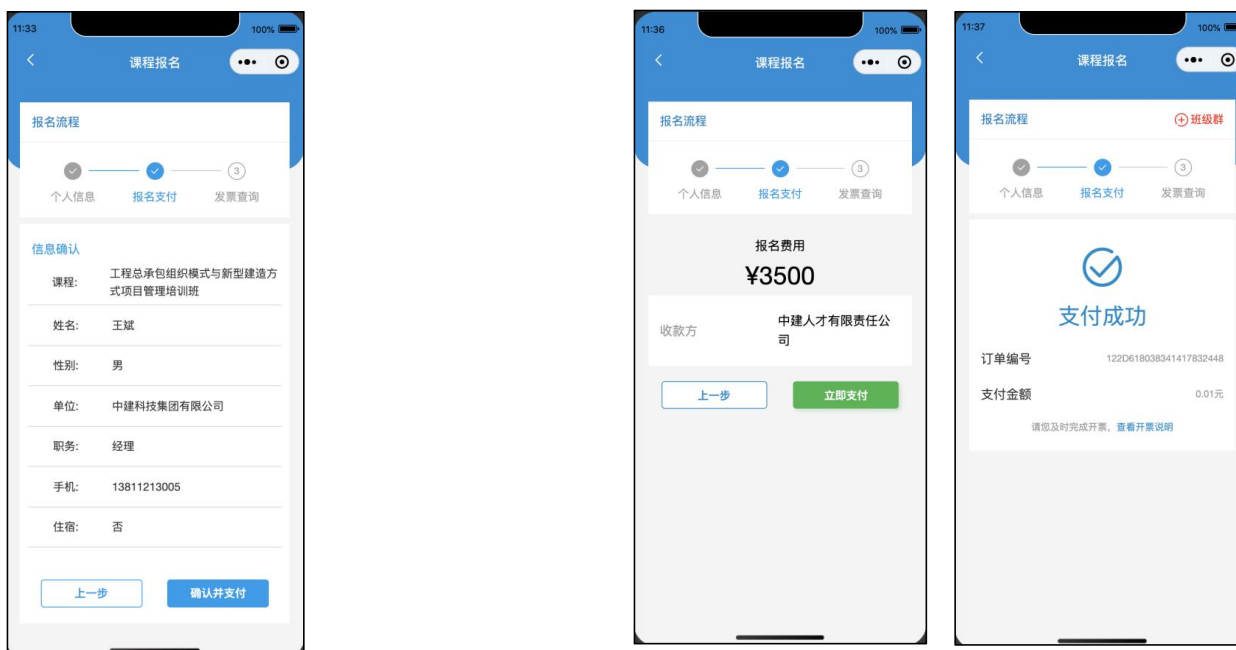 11:33
100%
课程报名
报名流程
3
个人信息
报名支付
发票查询
信息确认
课程:
工程总承包组织模式与新型建造方
式项目管理培训班
姓名:
王斌
性别:
男
单位:
中建科技集团有限公司
职务:
经理
手机:
13811213005
住宿:
否
上一步
确认并支付
11:36
100%
课程报名
报名流程
3
个人信息
报名支付
发票查询
报名费用
¥3500
收款方
中建人才有限责任公
司
上一步
立即支付
11:37
100%
课程报名
报名流程
班级群
3
个人信息
报名支付
发票查询
支付成功
订单编号
122D618038341417832448
支付金额
0.01元
请您及时完成开票，查看开票说明